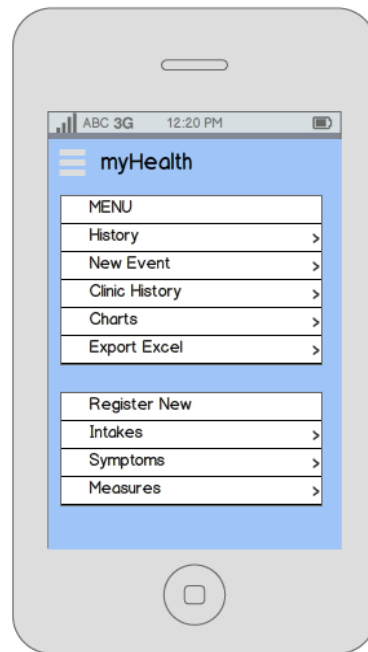 ABC 3G 12:20 PM
myHealth
MENU
History >
New Event >
Clinic History >
Charts >
Export Excel >
Register New
Intakes >
Symptoms >
Measures >